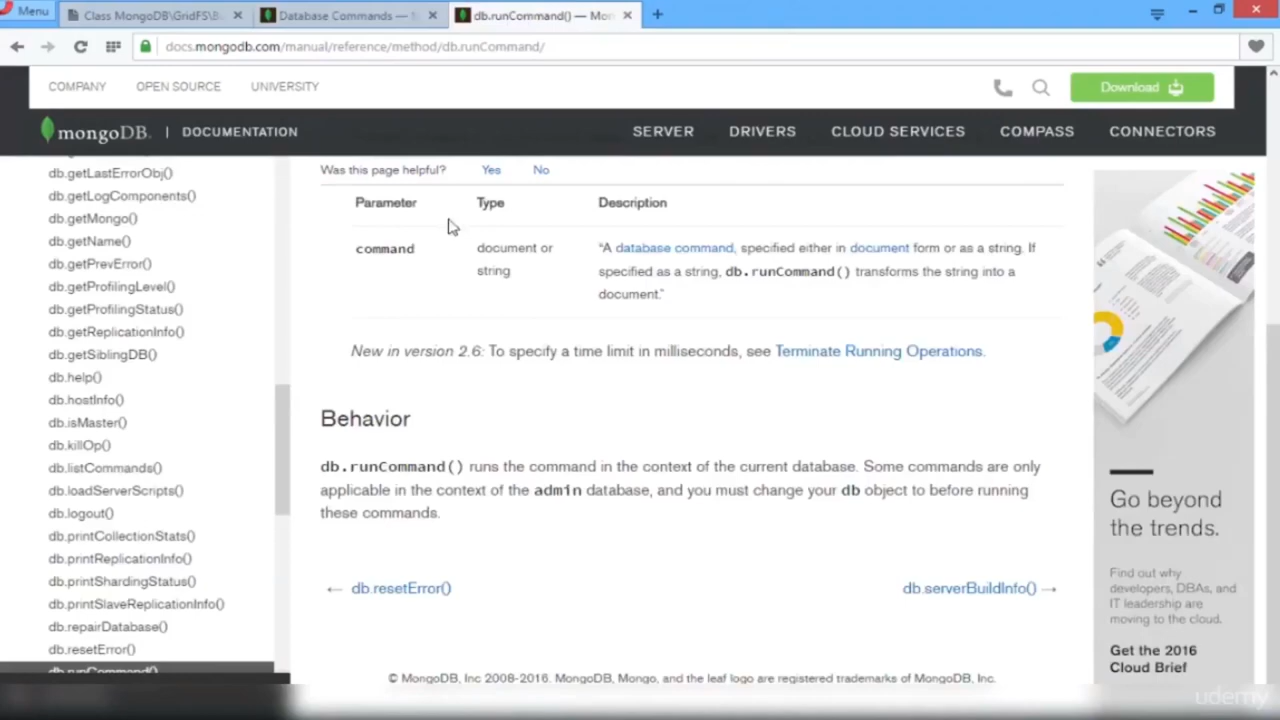 Menu
Class MongoDB\GridFS\Bu
Database Commands —
db.runCommand() — Mon
docs.mongodb.com/manual/reference/method/db.runCommand/
COMPANY OPEN SOURCE UNIVERSITY
Download
mongoDB. | DOCUMENTATION
SERVER DRIVERS CLOUD SERVICES COMPASS CONNECTORS
db.getLastErrorObj()
db.getLogComponents()
db.getMongo()
db.getName()
db.getPrevError()
db.getProfilingLevel()
db.getProfilingStatus()
db.getReplicationInfo()
db.getSiblingDB()
db.help()
db.hostInfo()
db.isMaster()
db.killOp()
db.listCommands()
db.loadServerScripts()
db.logout()
db.printCollectionStats()
db.printReplicationInfo()
db.printShardingStatus()
db.printSlaveReplicationInfo()
db.repairDatabase()
db.resetError()
db.runCommand()
Was this page helpful? Yes No
Parameter Type Description
command
document or
string
“A database command, specified either in document form or as a string. If
specified as a string, db.runCommand() transforms the string into a
document.”
New in version 2.6: To specify a time limit in milliseconds, see Terminate Running Operations.
Behavior
db.runCommand() runs the command in the context of the current database. Some commands are only
applicable in the context of the admin database, and you must change your db object to before running
these commands.
← db.resetError()
db.serverBuildInfo() →
© MongoDB, Inc 2008-2016. MongoDB, Mongo, and the leaf logo are registered trademarks of MongoDB, Inc.
Go beyond
the trends.
Find out why
developers, DBAs, and
IT leadership are
moving to the cloud.
Get the 2016
Cloud Brief
udemy